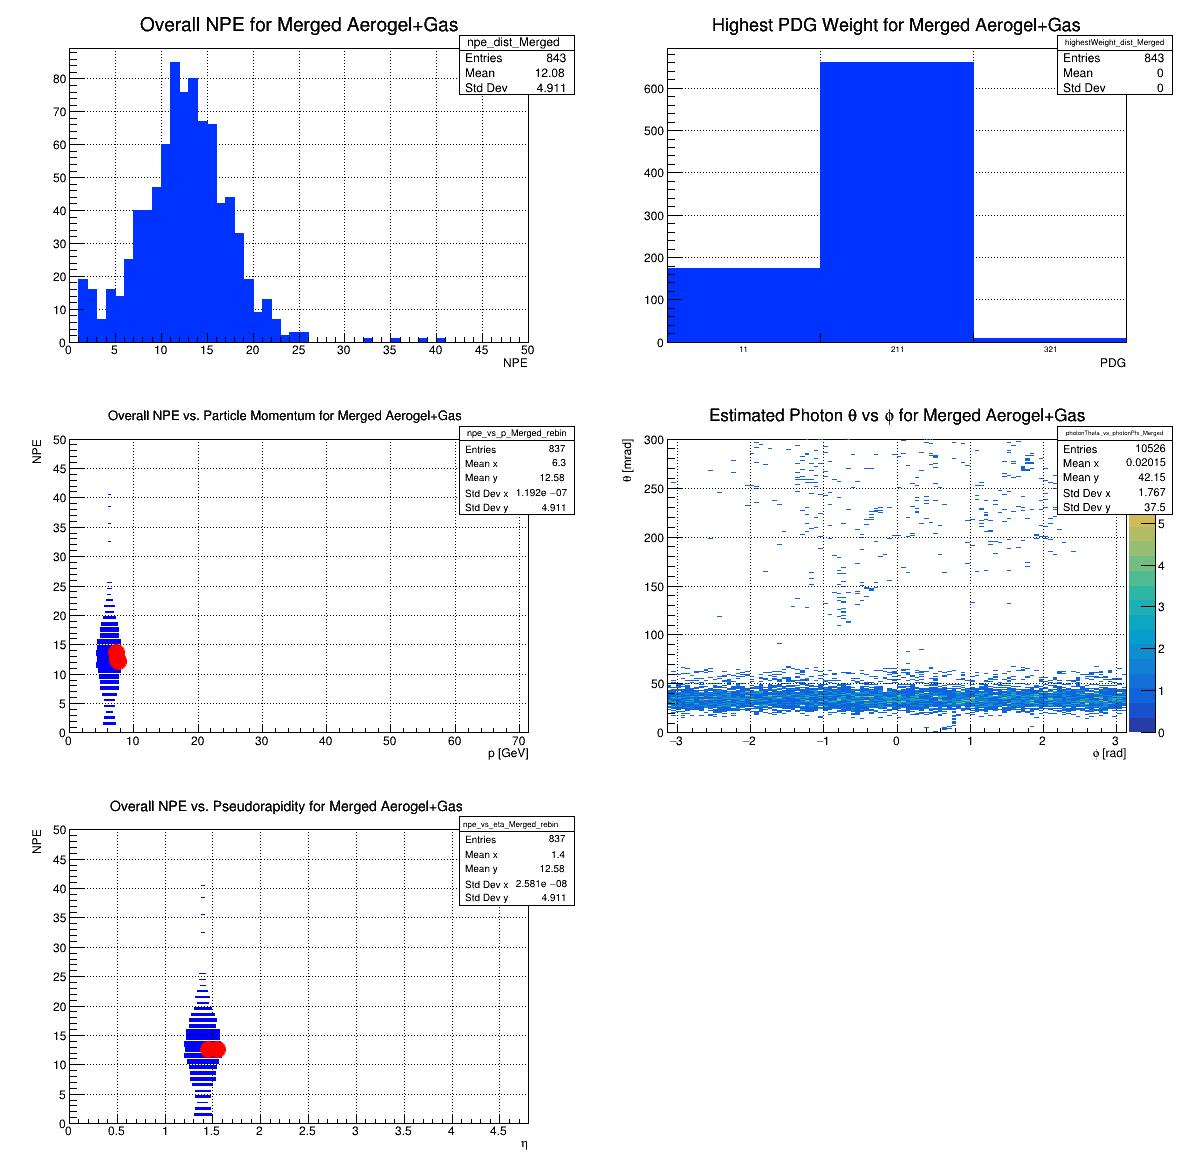 Overall NPE for Merged Aerogel+Gas
npe_dist_Merged
Entries 843
Mean 12.08
Std Dev 4.911
80
70
60
50
40
30
20
10
0
0 5 10 15 20 25 30 35 40 45 50
NPE
Highest PDG Weight for Merged Aerogel+Gas
highestWeight_dist_Merged
Entries 843
Mean 0
Std Dev 0
600
500
400
300
200
100
0
11 211 321
PDG
Overall NPE vs. Particle Momentum for Merged Aerogel+Gas
NPE
npe_vs_p_Merged_rebin
Entries 837
Mean x 6.3
Mean y 12.58
Std Dev x 1.192e −07
Std Dev y 4.911
50
45
40
35
30
25
20
15
10
5
0
0 10 20 30 40 50 60 70
p [GeV]
Estimated Photon θ vs ϕ for Merged Aerogel+Gas
θ [mrad]
photonTheta_vs_photonPhi_Merged
Entries 10526
Mean x 0.02015
Mean y 42.15
Std Dev x 1.767
Std Dev y 37.5
300
250
200
150
100
50
0
−3 −2 −1 0 1 2 3
ϕ [rad]
5
4
3
2
1
0
Overall NPE vs. Pseudorapidity for Merged Aerogel+Gas
NPE
npe_vs_eta_Merged_rebin
Entries 837
Mean x 1.4
Mean y 12.58
Std Dev x 2.581e −08
Std Dev y 4.911
50
45
40
35
30
25
20
15
10
5
0
0 0.5 1 1.5 2 2.5 3 3.5 4 4.5
η